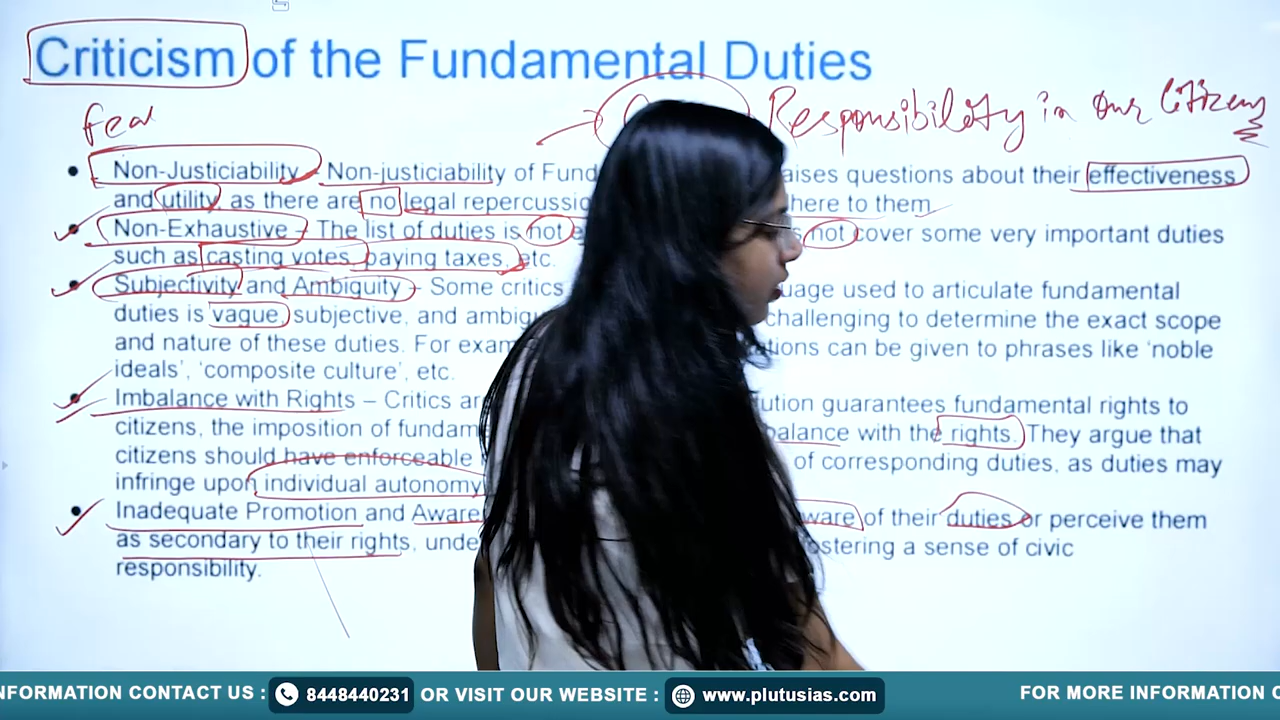 Criticism of the Fundamental Duties
fear
Responsibility in our Citizens
• Non-Justiciability - Non-justiciability of Fund aises questions about their effectiveness
and utility, as there are no legal repercussio here to them.
• Non-Exhaustive – The list of duties is not not cover some very important duties
such as casting votes, paying taxes, etc.
• Subjectivity and Ambiguity – Some critics uage used to articulate fundamental
duties is vague, subjective, and ambig challenging to determine the exact scope
and nature of these duties. For exam tions can be given to phrases like ‘noble
ideals’, ‘composite culture’, etc.
• Imbalance with Rights – Critics ar ution guarantees fundamental rights to
citizens, the imposition of fundam balance with the rights. They argue that
citizens should have enforceable of corresponding duties, as duties may
infringe upon individual autonomy
• Inadequate Promotion and Aware ware of their duties or perceive them
as secondary to their rights, unde ostering a sense of civic
responsibility.
NFORMATION CONTACT US : 8448440231 OR VISIT OUR WEBSITE : www.plutusias.com FOR MORE INFORMATION C